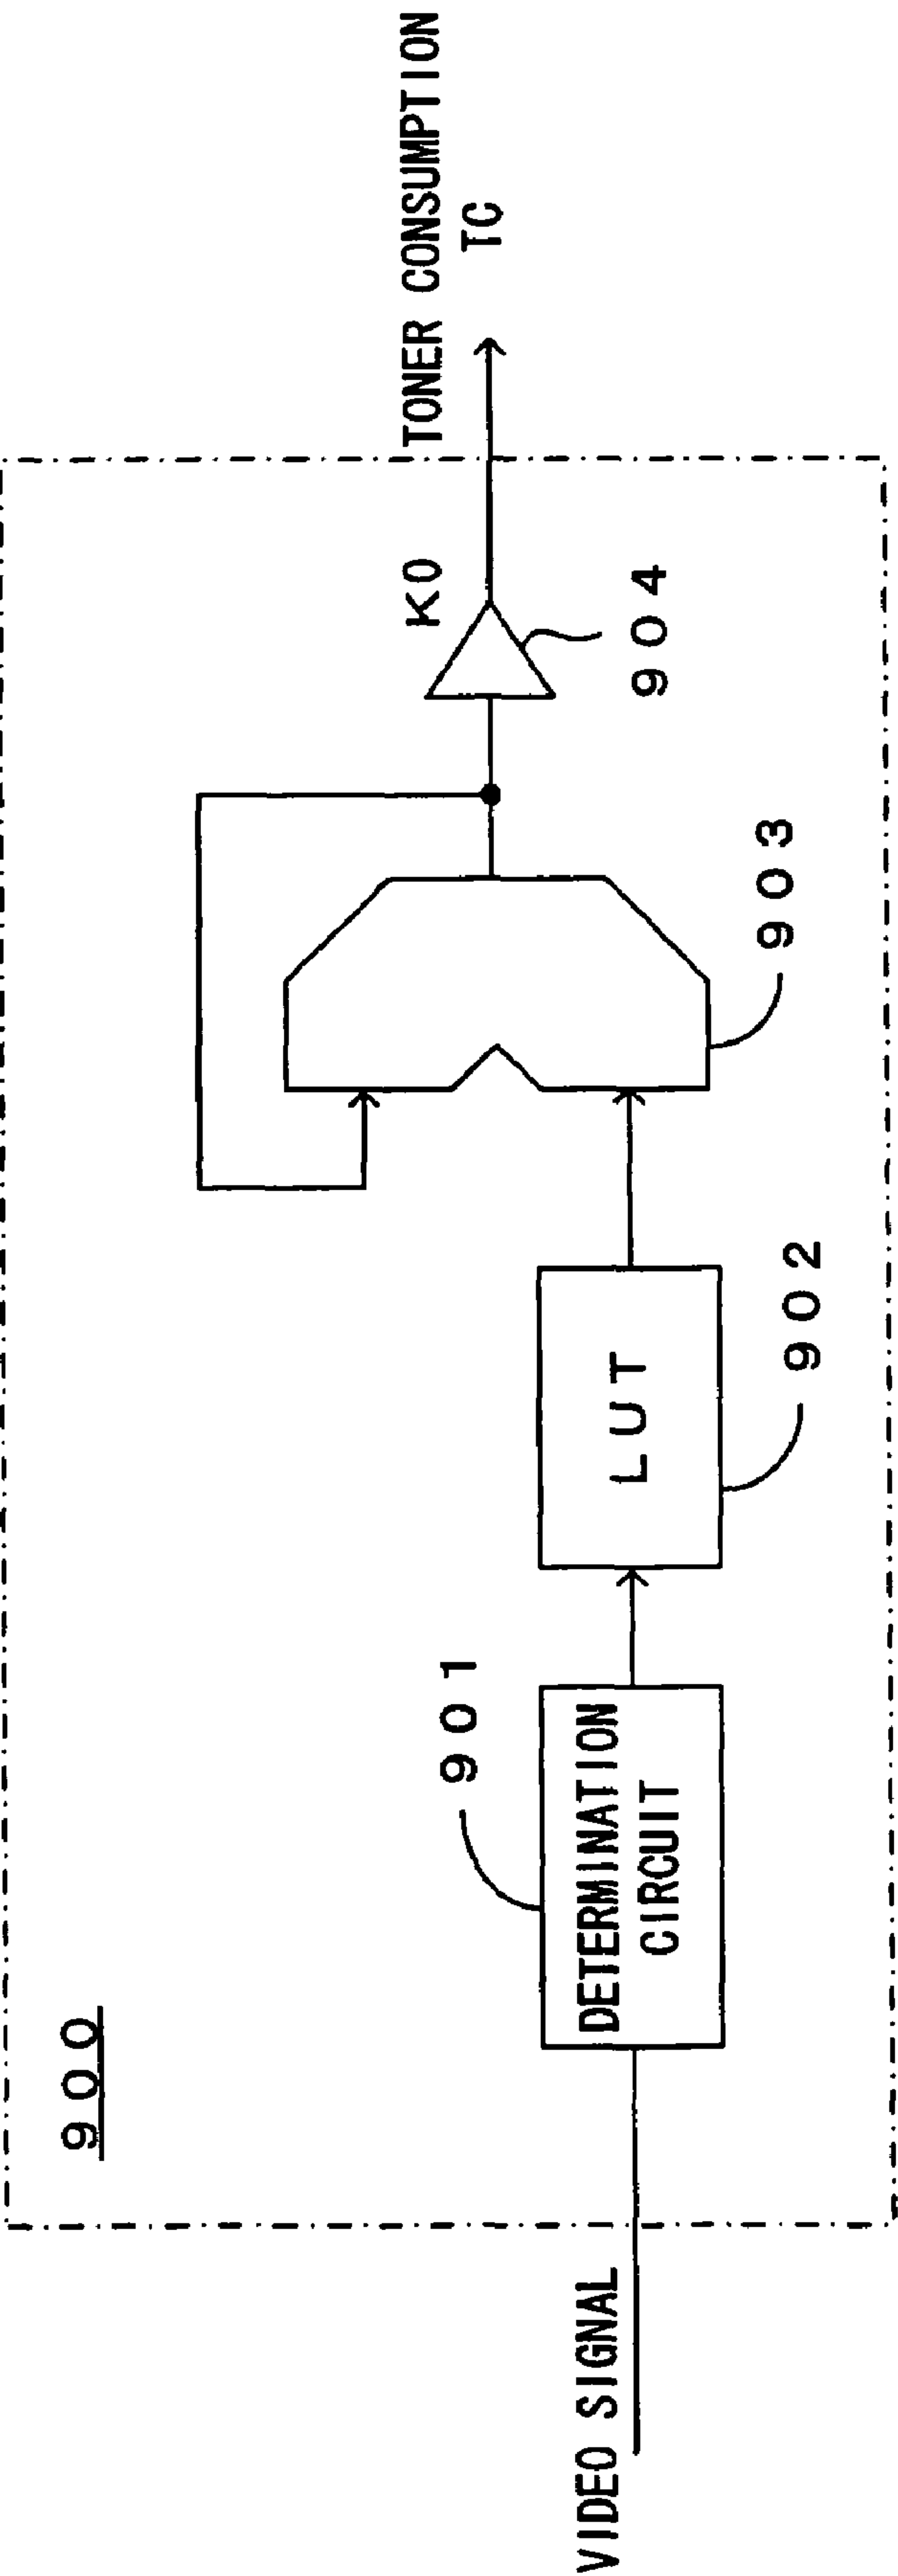 ９００
VIDEO SIGNAL
９０１
DETERMINATION
CIRCUIT
LUT
９０２
９０３
K0
９０４
TONER CONSUMPTION
TC